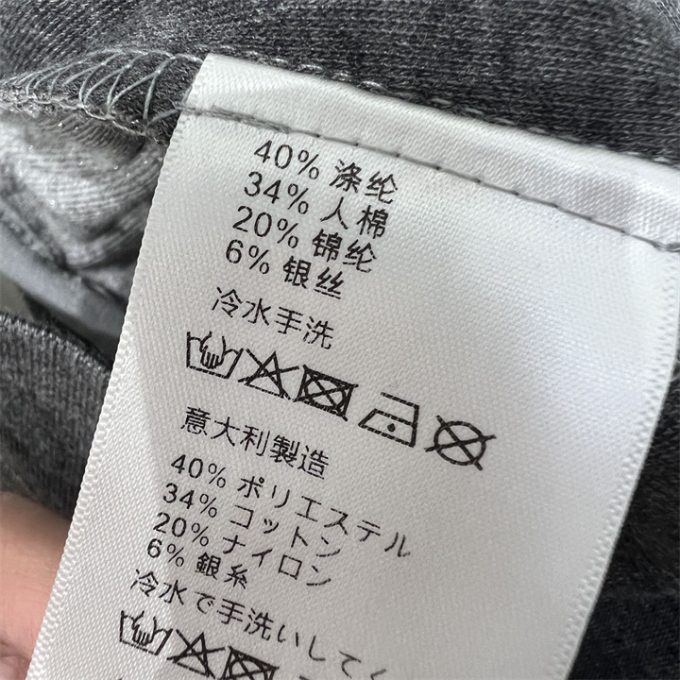 40% 涤纶
34% 人棉
20% 锦纶
6% 银丝
冷水手洗
意大利製造
40% ポリエステル
34% コットン
20% ナイロン
6% 銀糸
冷水で手洗いしてく